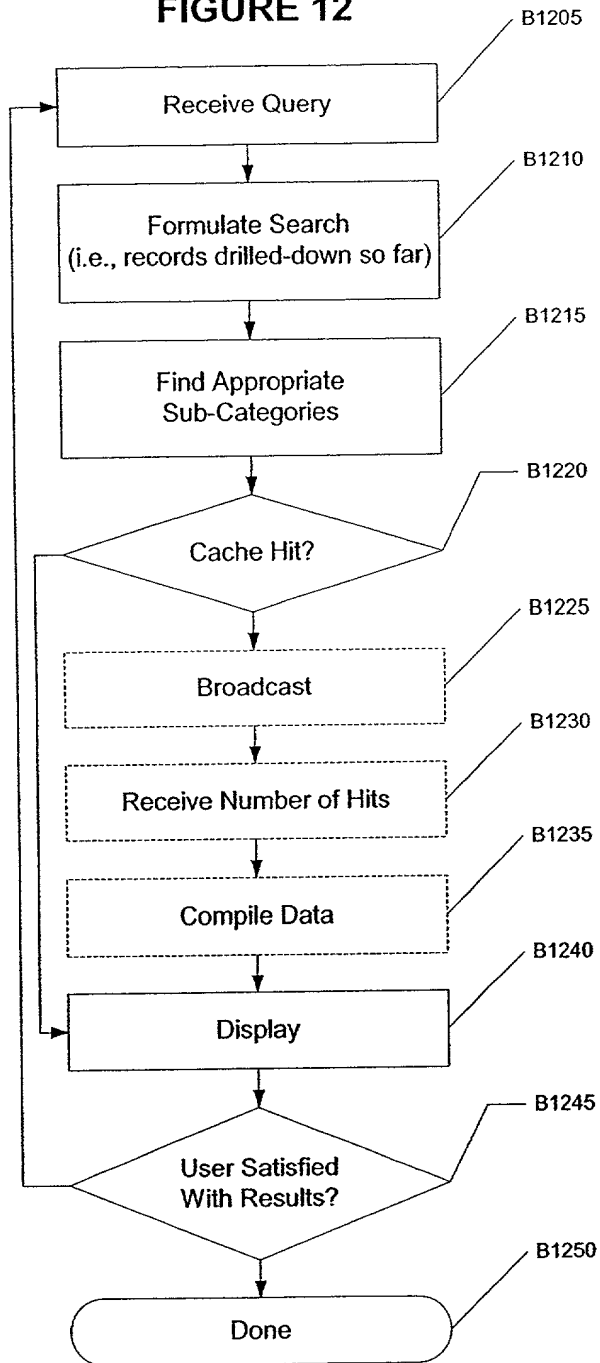 FIGURE 12
B1205
Receive Query
B1210
Formulate Search
(i.e., records drilled-down so far)
B1215
Find Appropriate
Sub-Categories
B1220
Cache Hit?
B1225
Broadcast
B1230
Receive Number of Hits
B1235
Compile Data
B1240
Display
B1245
User Satisfied
With Results?
B1250
Done